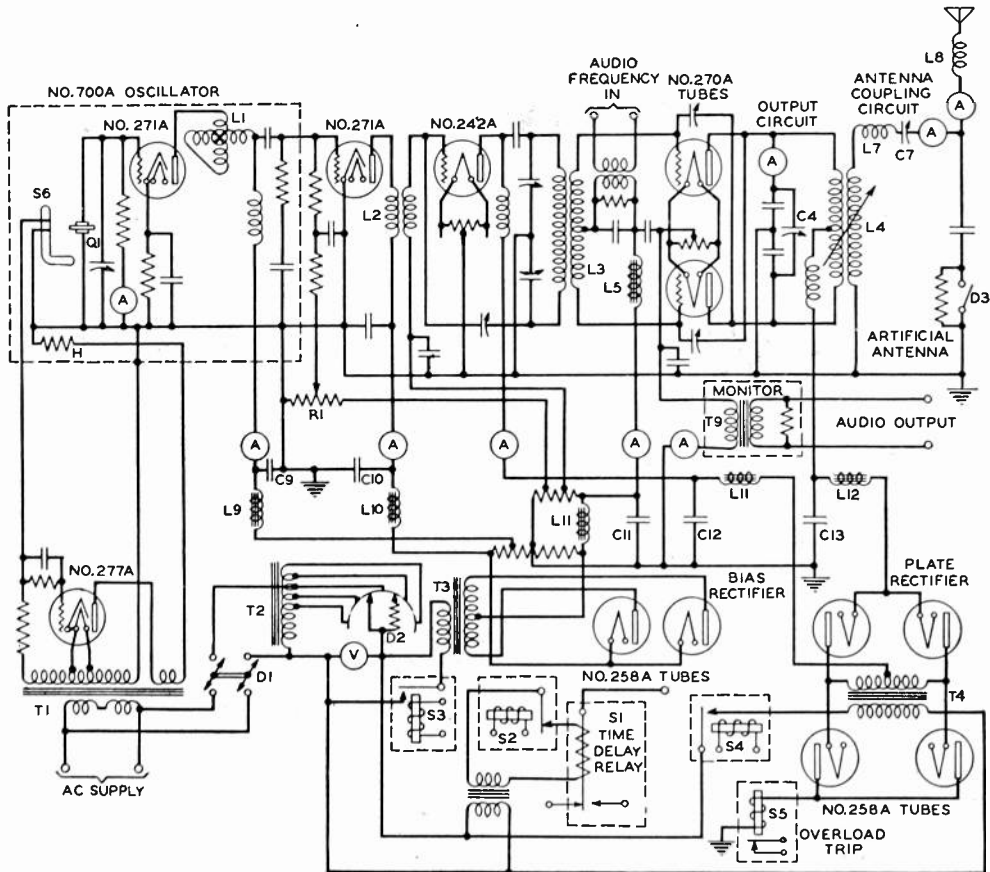 L8
AUDIO
FREQUENCY
IN
NO.270A
TUBES
ANTENNA
COUPLING
CIRCUIT
A
NO.700A OSCILLATOR
L1
NO.271A
NO.271A
NO.242A
OUTPUT
CIRCUIT
A
A
L7
C7
S6
L2
C4
L4
Q1
L3
L5
A
D3
ARTIFICIAL
ANTENNA
H
R1
MONITOR
T9
AUDIO OUTPUT
A
A
A
A
A
C9
C10
L11
L12
L9
L10
L11
C11
C12
C13
NO.277A
T2
T3
BIAS
RECTIFIER
PLATE
RECTIFIER
D2
V
D1
NO.258A TUBES
T1
T4
S3
S2
S1
TIME
DELAY
RELAY
S4
AC SUPPLY
NO.258A TUBES
S5
OVERLOAD
TRIP